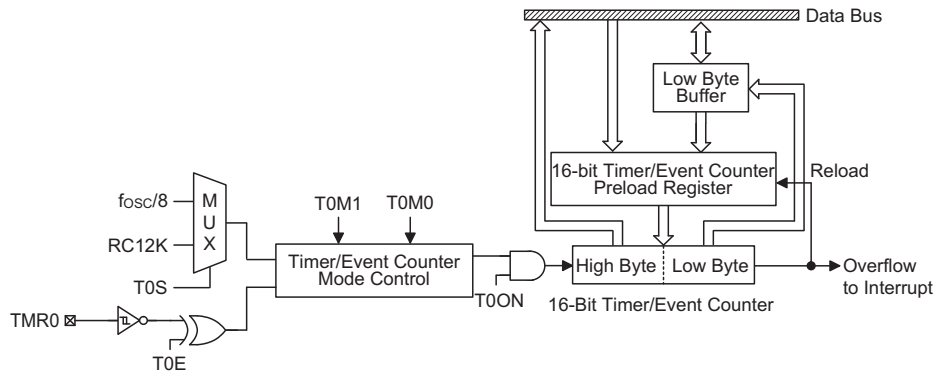 Data Bus
Low Byte
Buffer
16-bit Timer/Event Counter
Preload Register
Reload
fOSC/8
M
U
X
RC12K
T0S
T0M1
T0M0
Timer/Event Counter
Mode Control
T0ON
High Byte
Low Byte
Overflow
to Interrupt
16-Bit Timer/Event Counter
TMR0
T0E